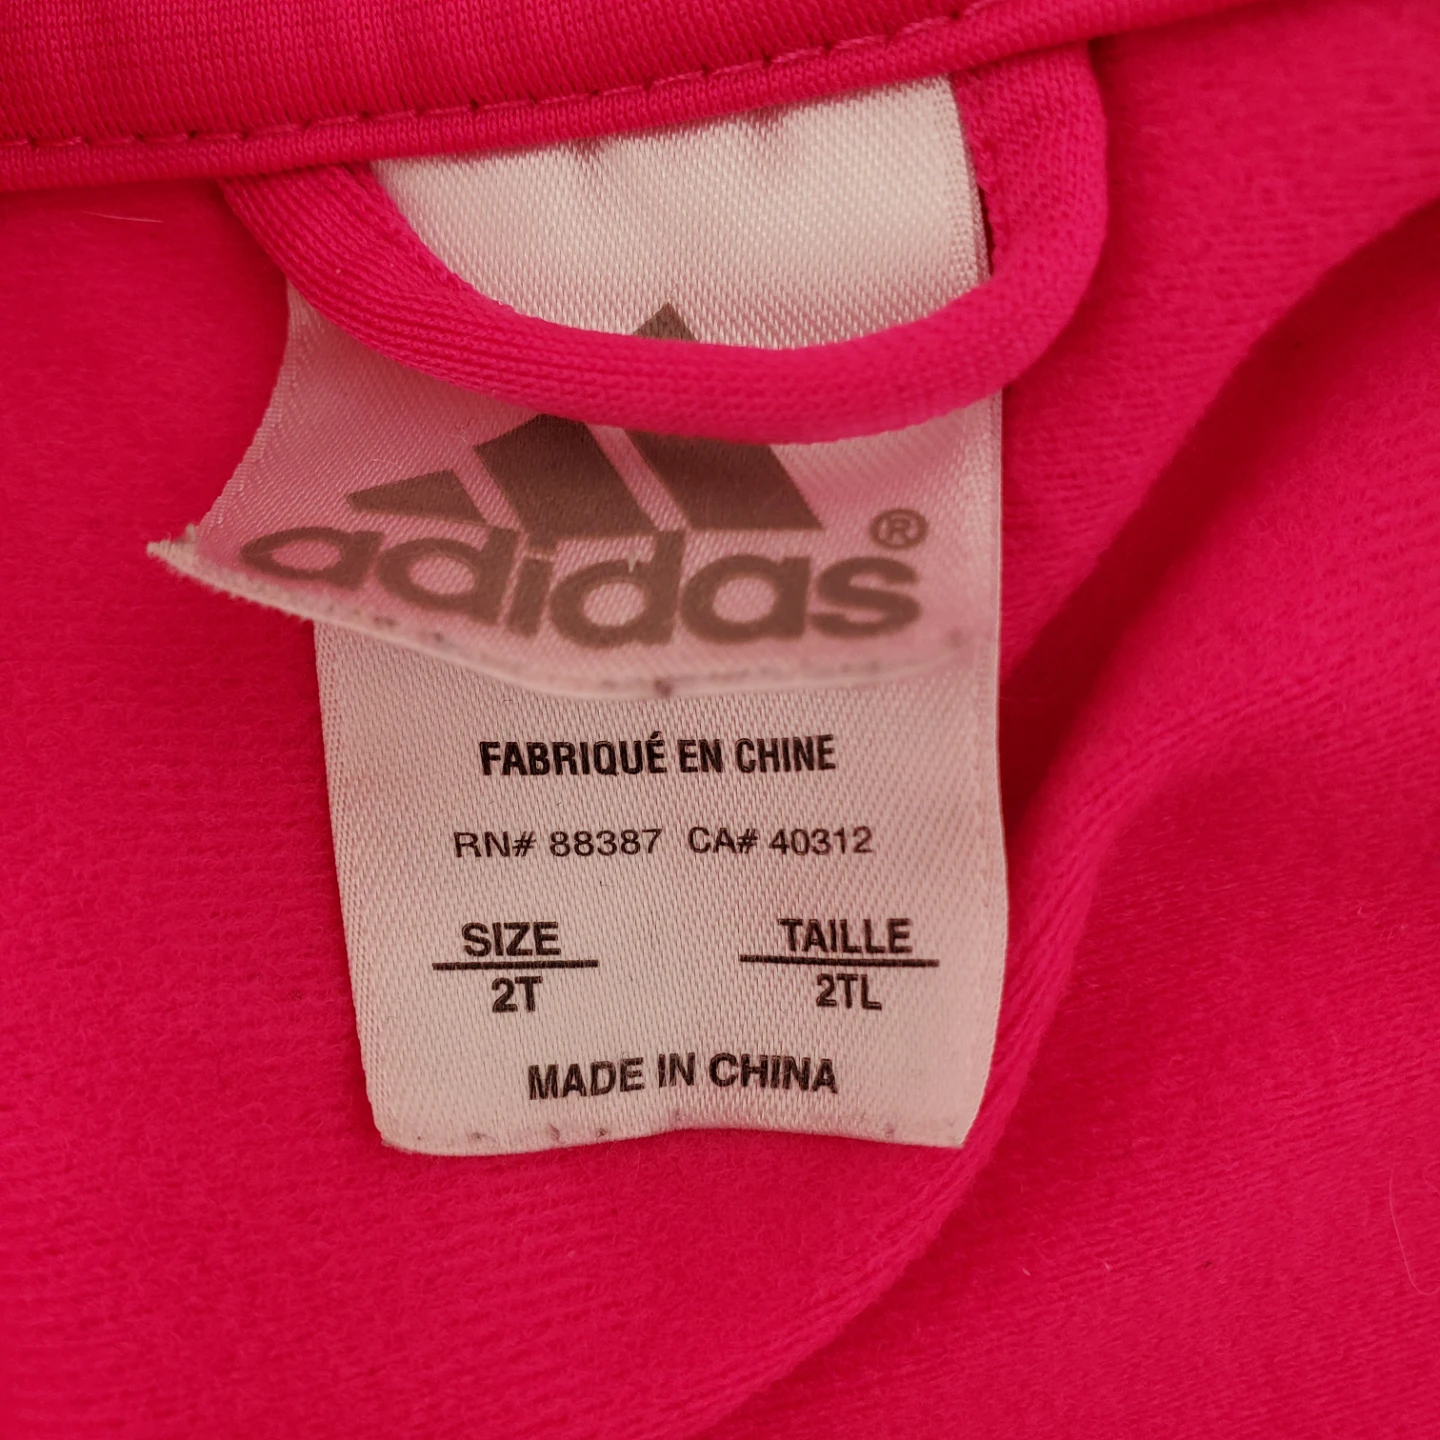 adidas®
FABRIQUÉ EN CHINE
RN# 88387 CA# 40312
SIZE TAILLE
2T 2TL
MADE IN CHINA